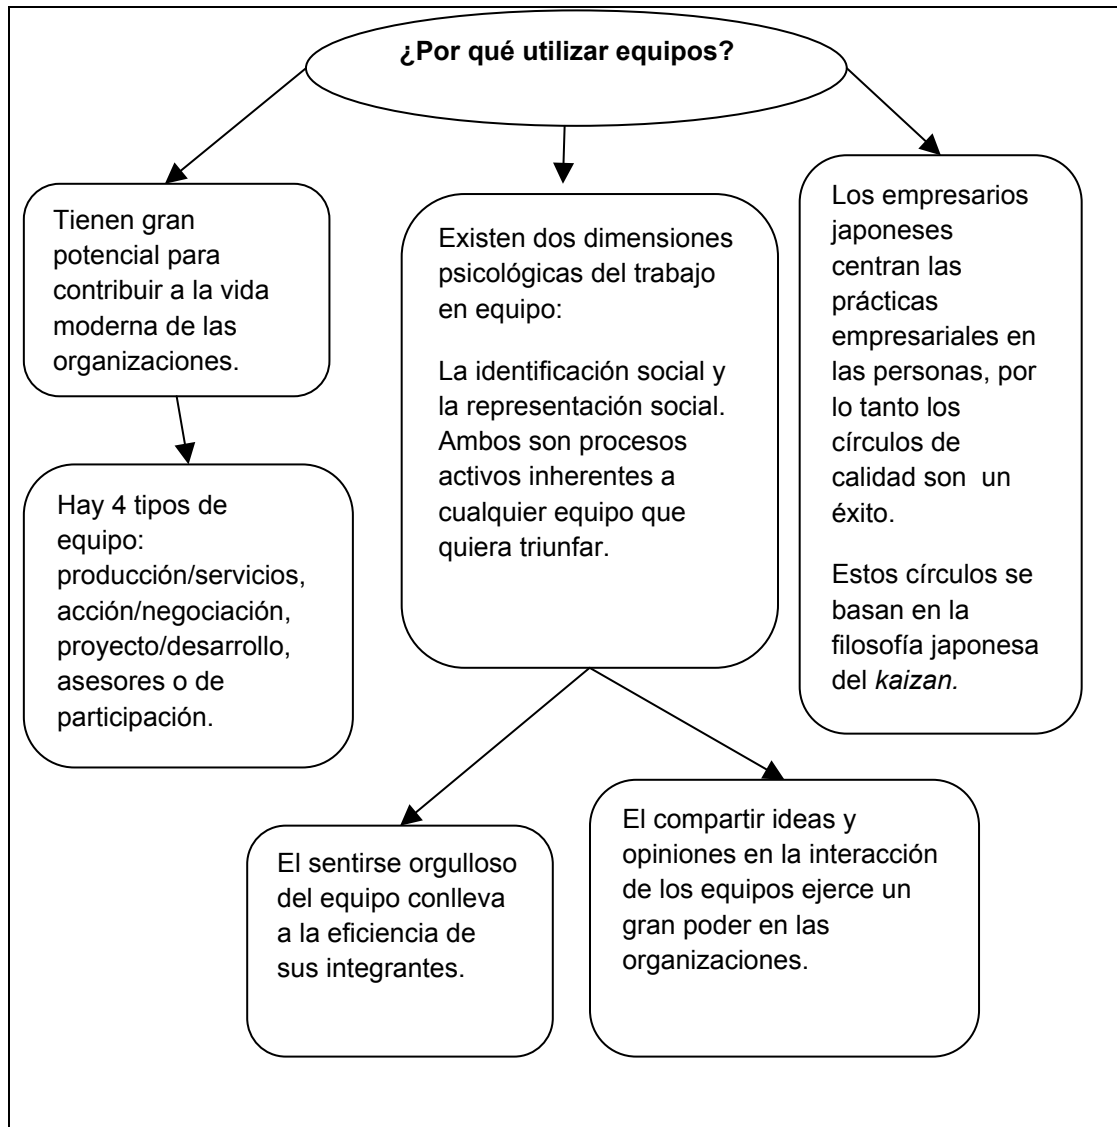 ¿Por qué utilizar equipos?
Tienen gran
potencial para
contribuir a la vida
moderna de las
organizaciones.
Hay 4 tipos de
equipo:
producción/servicios,
acción/negociación,
proyecto/desarrollo,
asesores o de
participación.
Existen dos dimensiones
psicológicas del trabajo
en equipo:
La identificación social y
la representación social.
Ambos son procesos
activos inherentes a
cualquier equipo que
quiera triunfar.
El sentirse orgulloso
del equipo conlleva
a la eficiencia de
sus integrantes.
El compartir ideas y
opiniones en la interacción
de los equipos ejerce un
gran poder en las
organizaciones.
Los empresarios
japoneses
centran las
prácticas
empresariales en
las personas, por
lo tanto los
círculos de
calidad son un
éxito.
Estos círculos se
basan en la
filosofía japonesa
del kaizan.